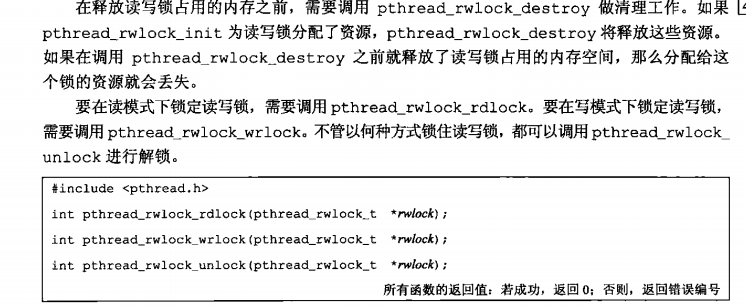 在释放读写锁占用的内存之前，需要调用 pthread_rwlock_destroy 做清理工作。如果
pthread_rwlock_init 为读写锁分配了资源，pthread_rwlock_destroy 将释放这些资源。
如果在调用 pthread_rwlock_destroy 之前就释放了读写锁占用的内存空间，那么分配给这
个锁的资源就会丢失。
要在读模式下锁定读写锁，需要调用 pthread_rwlock_rdlock。要在写模式下锁定读写锁，
需要调用 pthread_rwlock_wrlock。不管以何种方式锁住读写锁，都可以调用 pthread_rwlock_
unlock 进行解锁。
#include <pthread.h>
int pthread_rwlock_rdlock(pthread_rwlock_t *rwlock);
int pthread_rwlock_wrlock(pthread_rwlock_t *rwlock);
int pthread_rwlock_unlock(pthread_rwlock_t *rwlock);
所有函数的返回值：若成功，返回 0；否则，返回错误编号